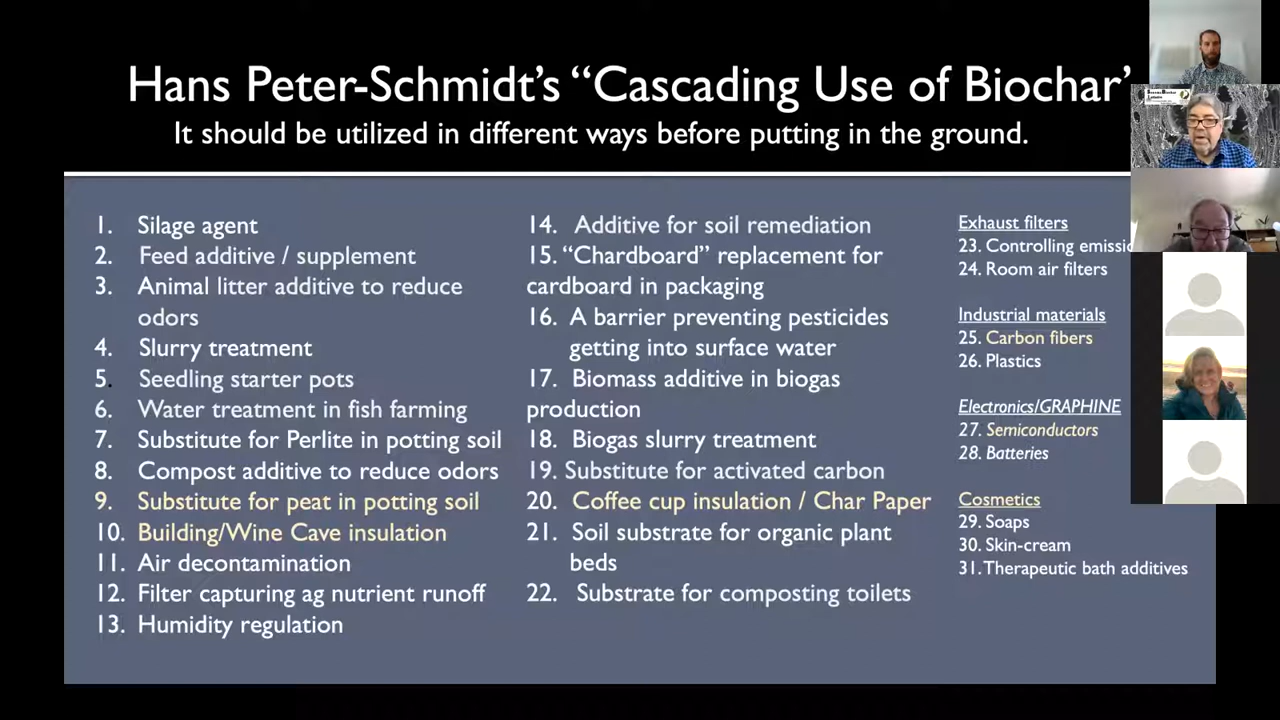 Hans Peter-Schmidt's “Cascading Use of Biochar”
It should be utilized in different ways before putting in the ground.
1. Silage agent
2. Feed additive / supplement
3. Animal litter additive to reduce
odors
4. Slurry treatment
5. Seedling starter pots
6. Water treatment in fish farming
7. Substitute for Perlite in potting soil
8. Compost additive to reduce odors
9. Substitute for peat in potting soil
10. Building/Wine Cave insulation
11. Air decontamination
12. Filter capturing ag nutrient runoff
13. Humidity regulation
14. Additive for soil remediation
15. “Chardboard” replacement for
cardboard in packaging
16. A barrier preventing pesticides
getting into surface water
17. Biomass additive in biogas
production
18. Biogas slurry treatment
19. Substitute for activated carbon
20. Coffee cup insulation / Char Paper
21. Soil substrate for organic plant
beds
22. Substrate for composting toilets
Exhaust filters
23. Controlling emissio
24. Room air filters
Industrial materials
25. Carbon fibers
26. Plastics
Electronics/GRAPHINE
27. Semiconductors
28. Batteries
Cosmetics
29. Soaps
30. Skin-cream
31. Therapeutic bath additives